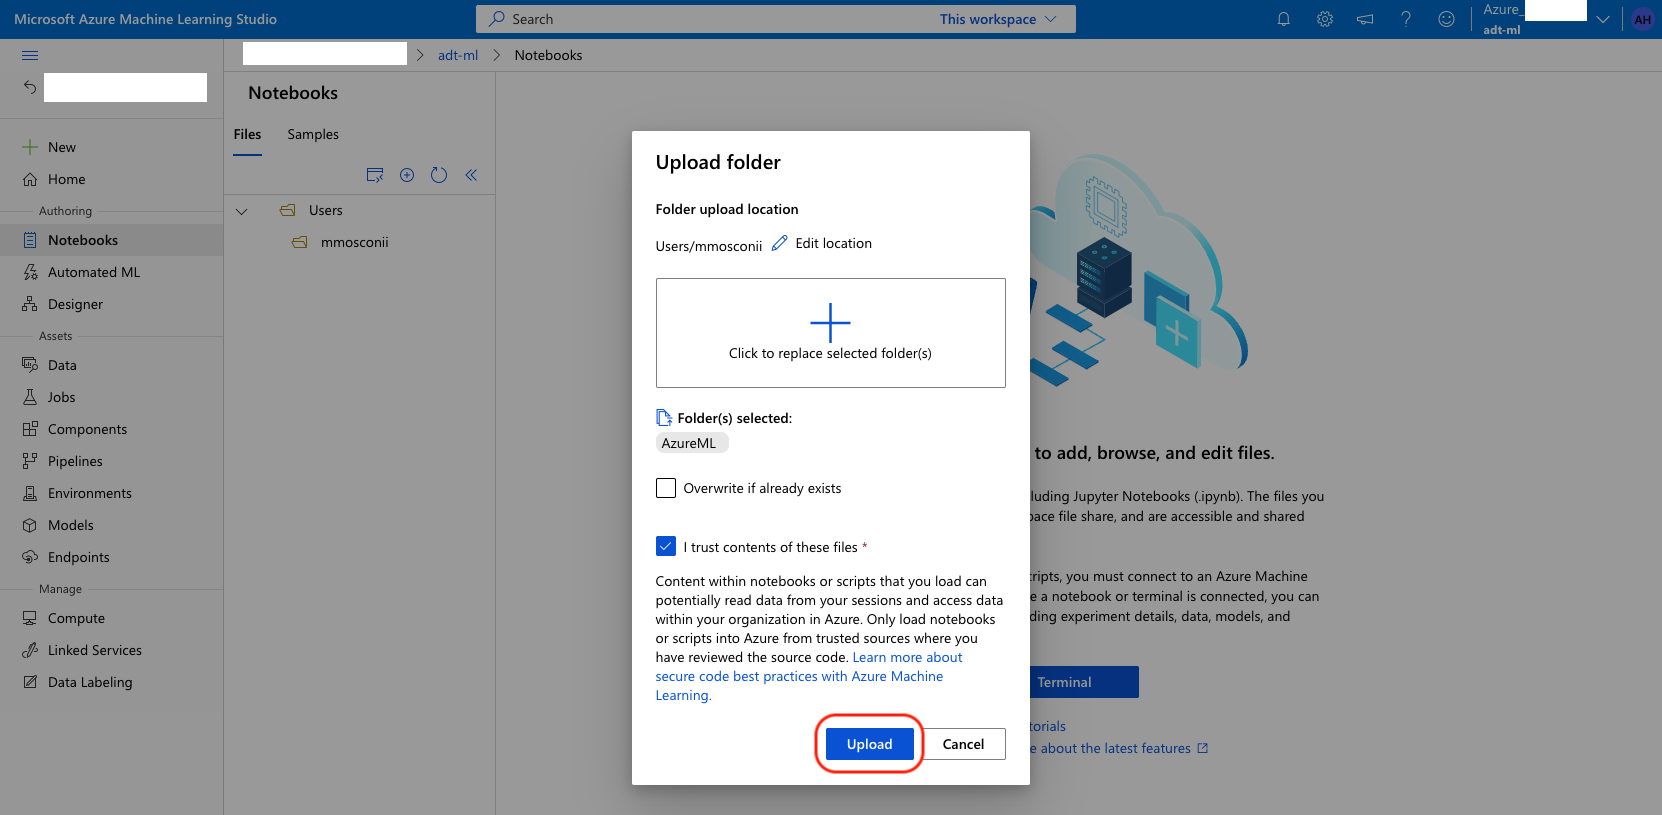 Microsoft Azure Machine Learning Studio
Search
This workspace
Azure_
adt-ml
AH
adt-ml
Notebooks
New
Home
Authoring
Notebooks
Automated ML
Designer
Assets
Data
Jobs
Components
Pipelines
Environments
Models
Endpoints
Manage
Compute
Linked Services
Data Labeling
Notebooks
Files
Samples
Users
mmosconii
Upload folder
Folder upload location
Users/mmosconii
Edit location
Click to replace selected folder(s)
Folder(s) selected:
AzureML
Overwrite if already exists
I trust contents of these files *
Content within notebooks or scripts that you load can
potentially read data from your sessions and access data
within your organization in Azure. Only load notebooks
or scripts into Azure from trusted sources where you
have reviewed the source code. Learn more about
secure code best practices with Azure Machine
Learning.
Upload
Cancel
to add, browse, and edit files.
luding Jupyter Notebooks (.ipynb). The files you
pace file share, and are accessible and shared
cripts, you must connect to an Azure Machine
e a notebook or terminal is connected, you can
ding experiment details, data, models, and
Terminal
torials
e about the latest features